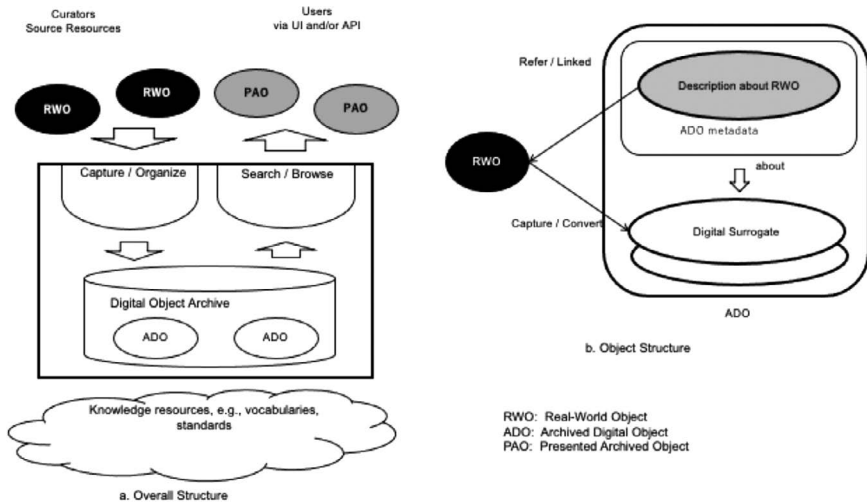 Curators
Source Resources
Users
via UI and/or API
RWO
RWO
PAO
PAO
Capture / Organize
Search / Browse
Digital Object Archive
ADO
ADO
Knowledge resources, e.g., vocabularies,
standards
a. Overall Structure
Refer / Linked
Description about RWO
ADO metadata
RWO
about
Capture / Convert
Digital Surrogate
ADO
b. Object Structure
RWO: Real-World Object
ADO: Archived Digital Object
PAO: Presented Archived Object